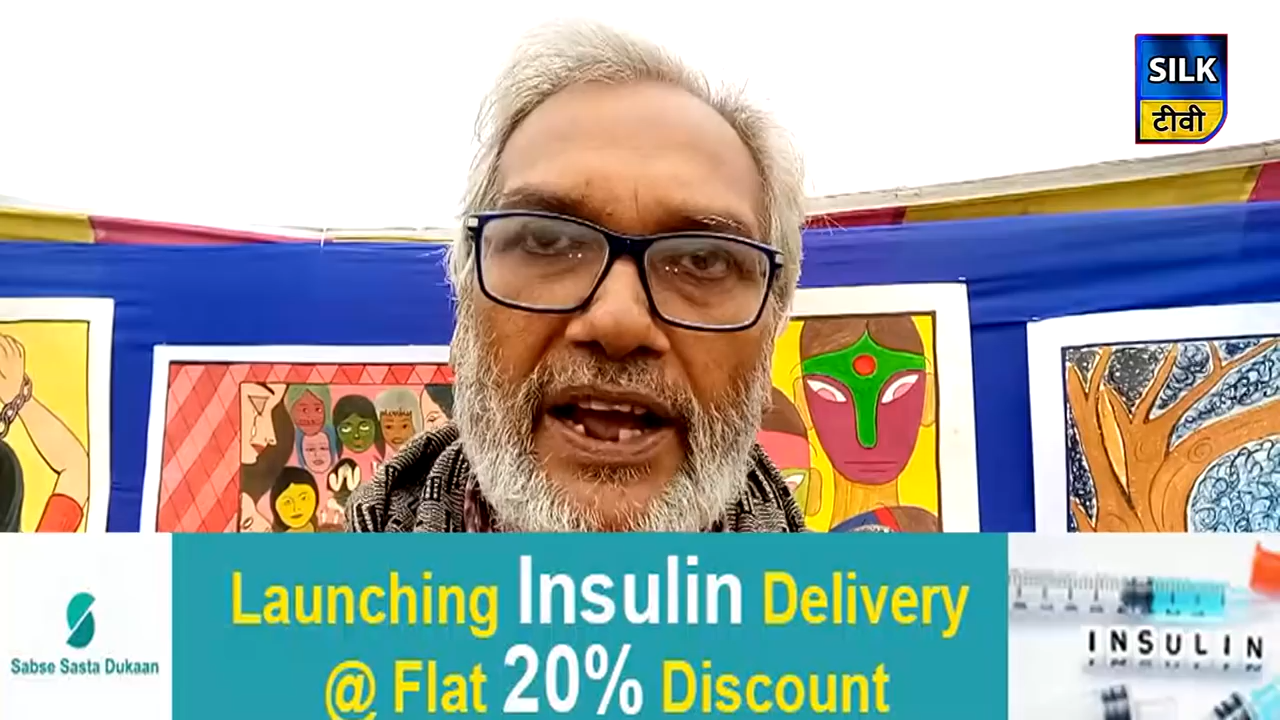 SILK
टीवी
Launching Insulin Delivery
@ Flat 20% Discount
Sabse Sasta Dukaan
INSULIN